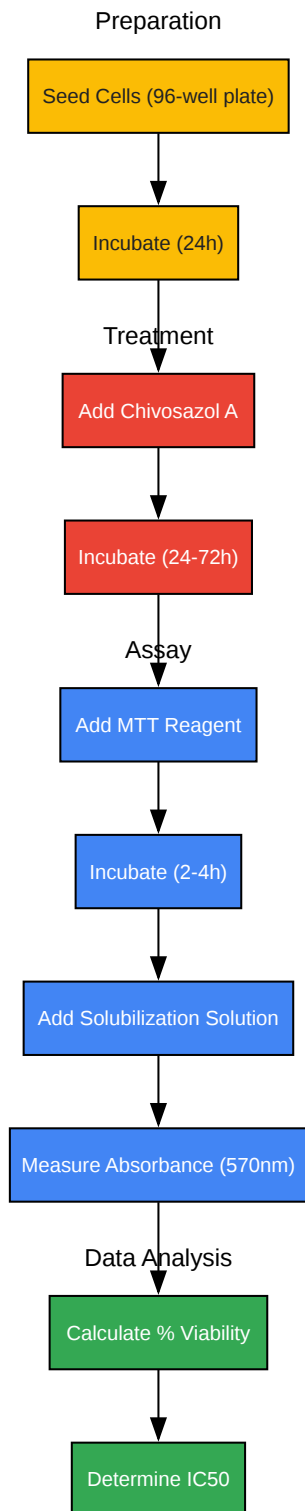 Preparation
Seed Cells (96-well plate)
Incubate (24h)
Treatment
Add Chivosazol A
Incubate (24-72h)
Assay
Add MTT Reagent
Incubate (2-4h)
Add Solubilization Solution
Measure Absorbance (570nm)
Data Analysis
Calculate % Viability
Determine IC50